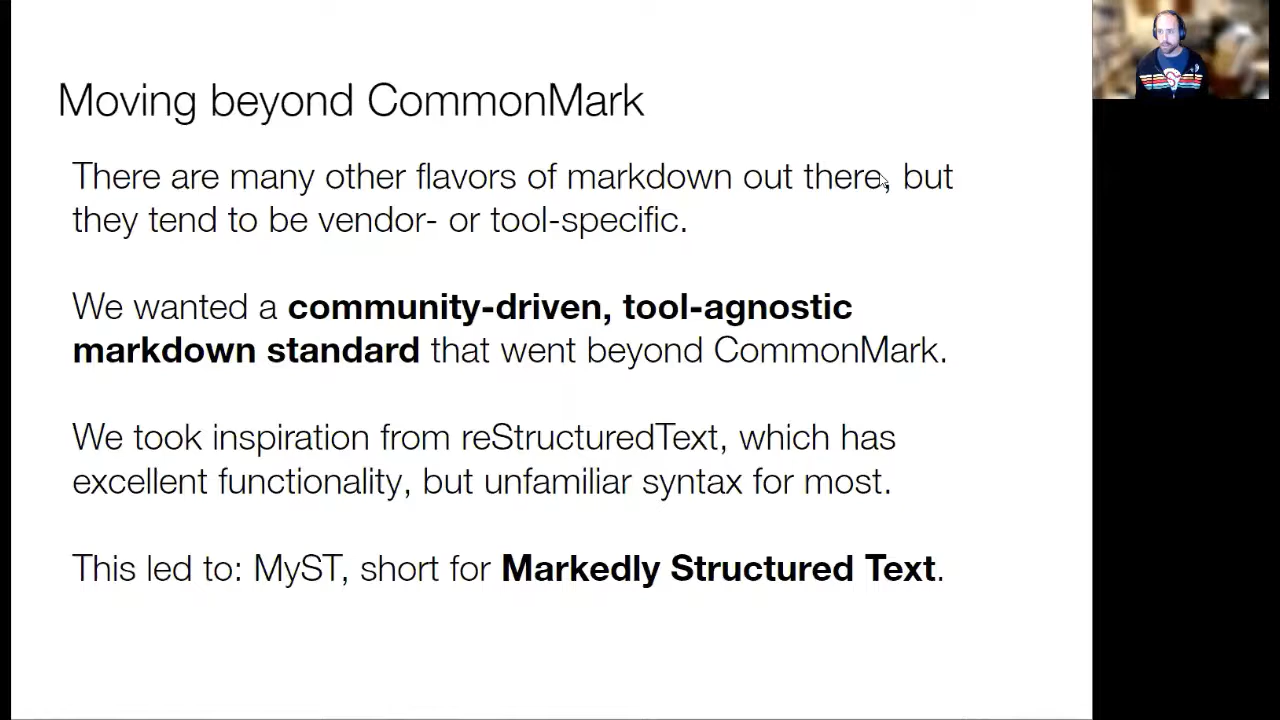 Moving beyond CommonMark
There are many other flavors of markdown out there, but
they tend to be vendor- or tool-specific.
We wanted a community-driven, tool-agnostic
markdown standard that went beyond CommonMark.
We took inspiration from reStructuredText, which has
excellent functionality, but unfamiliar syntax for most.
This led to: MyST, short for Markedly Structured Text.